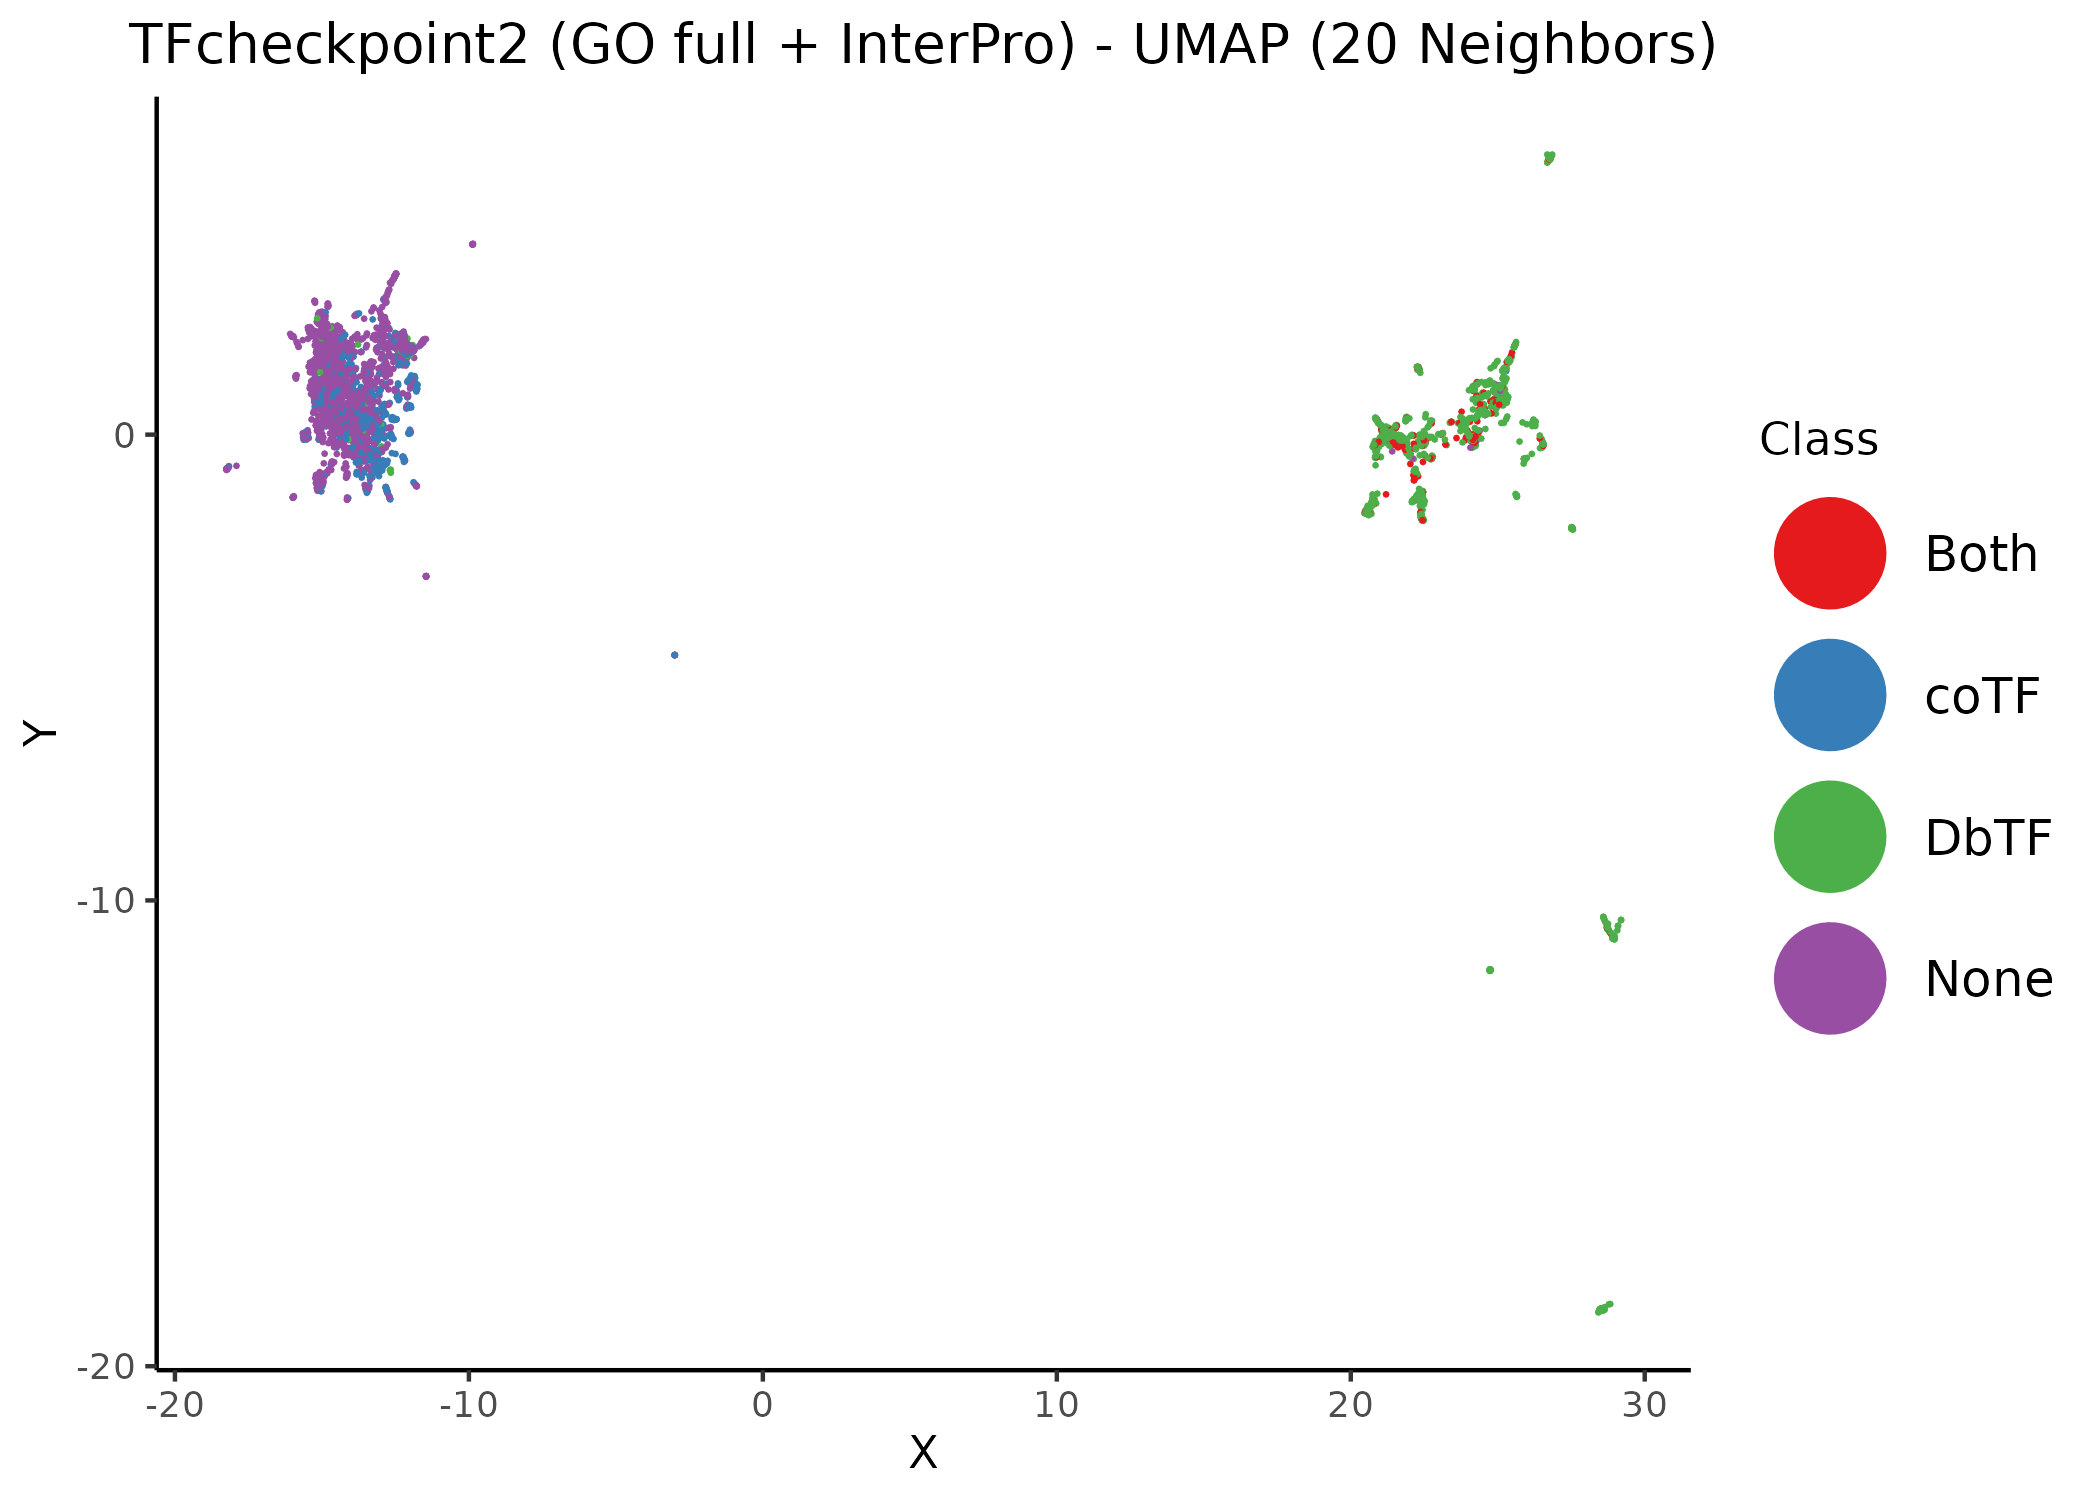 TFcheckpoint2 (GO full + InterPro) - UMAP (20 Neighbors)
0
-10
-20
Y
-20 -10 0 10 20 30
X
Class
Both
coTF
DbTF
None